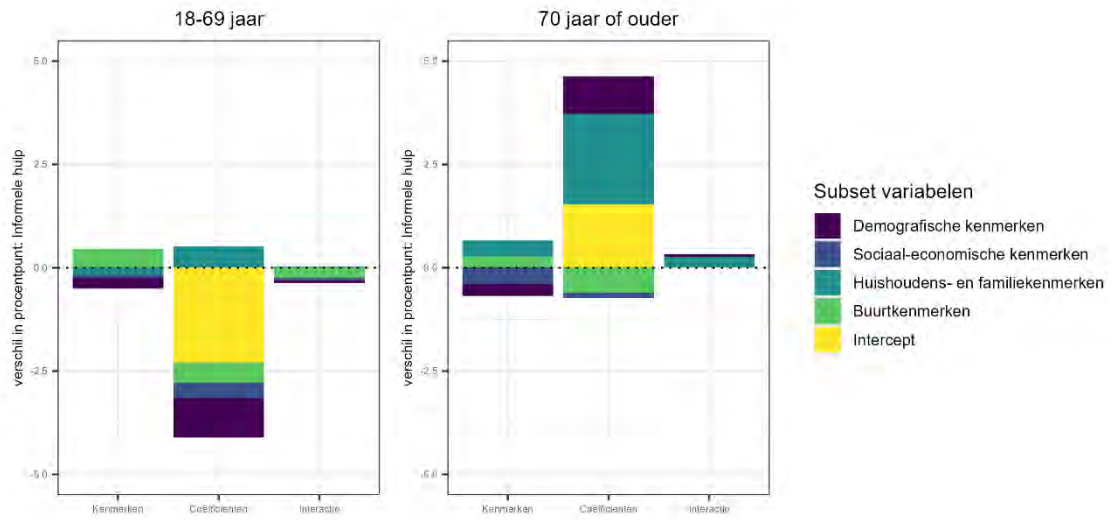 18-69 jaar
70 jaar of ouder
verschil in procentpunt: Informele hulp
5.0
2.5
0.0
-2.5
-5.0
Kenmerken
Coëfficiënten
Interactie
verschil in procentpunt: Informele hulp
5.0
2.5
0.0
-2.5
-5.0
Kenmerken
Coëfficiënten
Interactie
Subset variabelen
Demografische kenmerken
Sociaal-economische kenmerken
Huishoudens- en familiekenmerken
Buurtkenmerken
Intercept